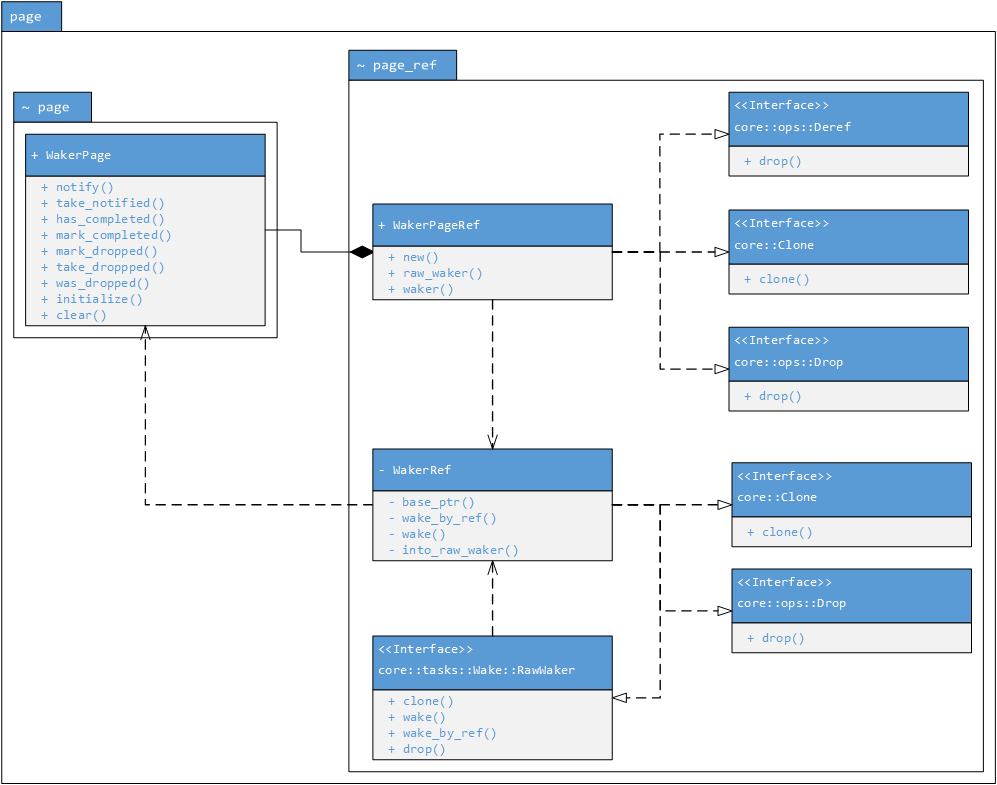 page
~ page
+ WakerPage
+ notify()
+ take_notified()
+ has_completed()
+ mark_completed()
+ mark_dropped()
+ take_droppped()
+ was_dropped()
+ initialize()
+ clear()
~ page_ref
+ WakerPageRef
+ new()
+ raw_waker()
+ waker()
<<Interface>>
core::ops::Deref
+ drop()
<<Interface>>
core::Clone
+ clone()
<<Interface>>
core::ops::Drop
+ drop()
- WakerRef
- base_ptr()
- wake_by_ref()
- wake()
- into_raw_waker()
<<Interface>>
core::Clone
+ clone()
<<Interface>>
core::ops::Drop
+ drop()
<<Interface>>
core::tasks::Wake::RawWaker
+ clone()
+ wake()
+ wake_by_ref()
+ drop()